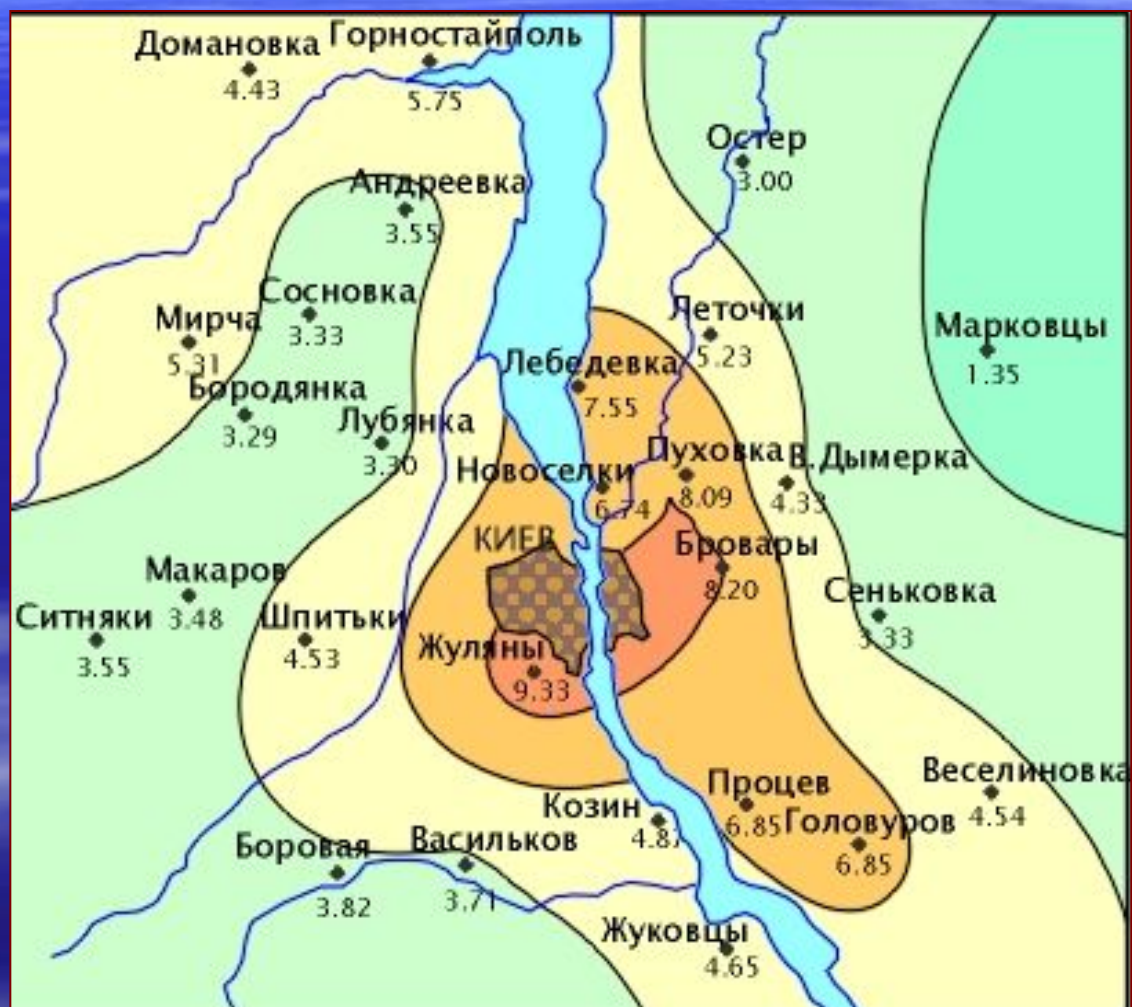 Домановка
4.43
Горностайполь
5.75
Остер
3.00
Андреевка
3.55
Сосновка
3.33
Мирча
5.31
Леточки
5.23
Марковцы
1.35
Лебедевка
7.55
Бородянка
3.29
Лубянка
3.30
Новоселки
6.74
Пуховка
8.09
В.Дымерка
4.33
КИЕВ
Бровары
8.20
Макаров
3.48
Ситняки
3.55
Шпитьки
4.53
Сеньковка
3.33
Жуляны
9.33
Процев
6.85
Веселиновка
4.54
Козин
4.87
Головуров
6.85
Боровая
3.82
Васильков
3.71
Жуковцы
4.65